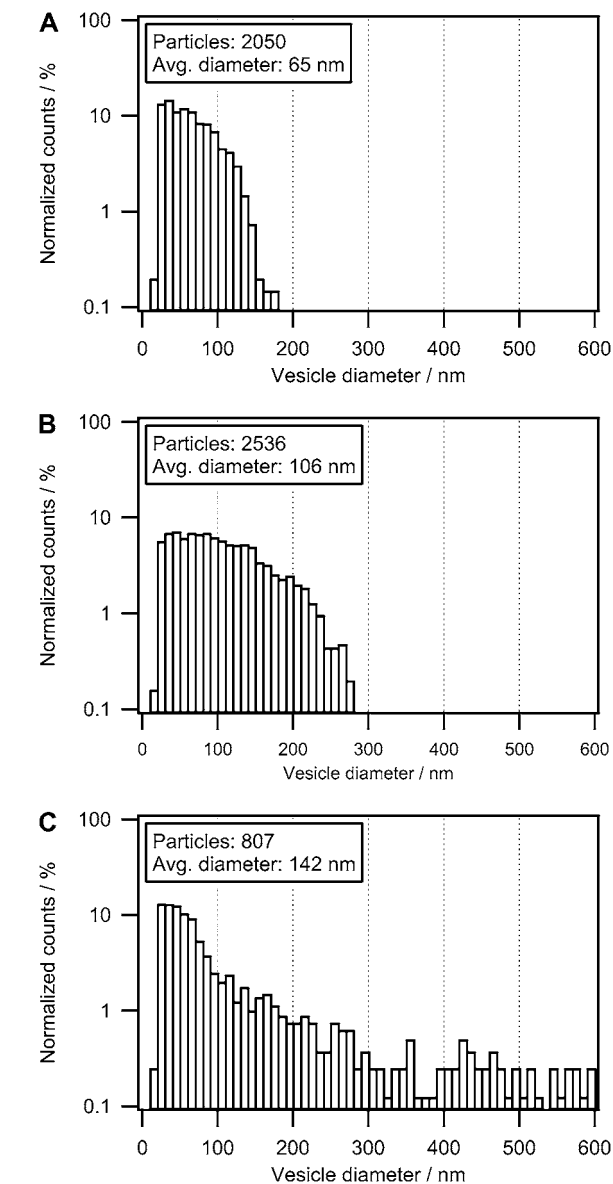 A
Particles: 2050
Avg. diameter: 65 nm
Normalized counts / %
100
10
1
0.1
0 100 200 300 400 500 600
Vesicle diameter / nm
B
Particles: 2536
Avg. diameter: 106 nm
Normalized counts / %
100
10
1
0.1
0 100 200 300 400 500 600
Vesicle diameter / nm
C
Particles: 807
Avg. diameter: 142 nm
Normalized counts / %
100
10
1
0.1
0 100 200 300 400 500 600
Vesicle diameter / nm